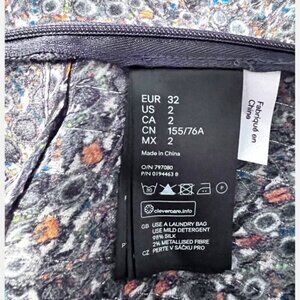 EUR 32
US 2
CA 2
CN 155/76A
MX 2
Made in China
O/N 797080
P/N 0194463 8
clevercare.info
GB USE A LAUNDRY BAG
USE MILD DETERGENT
98% SILK
2% METALLISED FIBRE
CZ PERTE V SÁČKU PRO
Fabriqué en
Chine